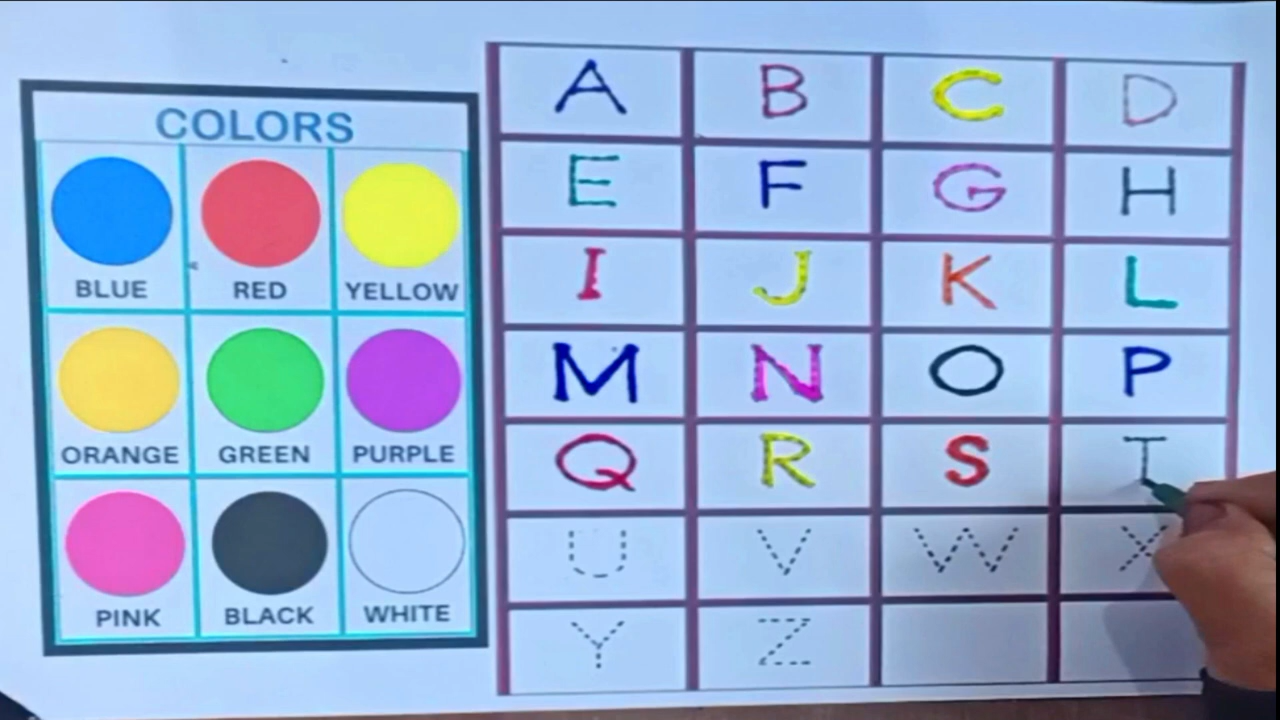 COLORS
BLUE RED YELLOW
ORANGE GREEN PURPLE
PINK BLACK WHITE
A B C D
E F G H
I J K L
M N O P
Q R S T
U V W X
Y Z